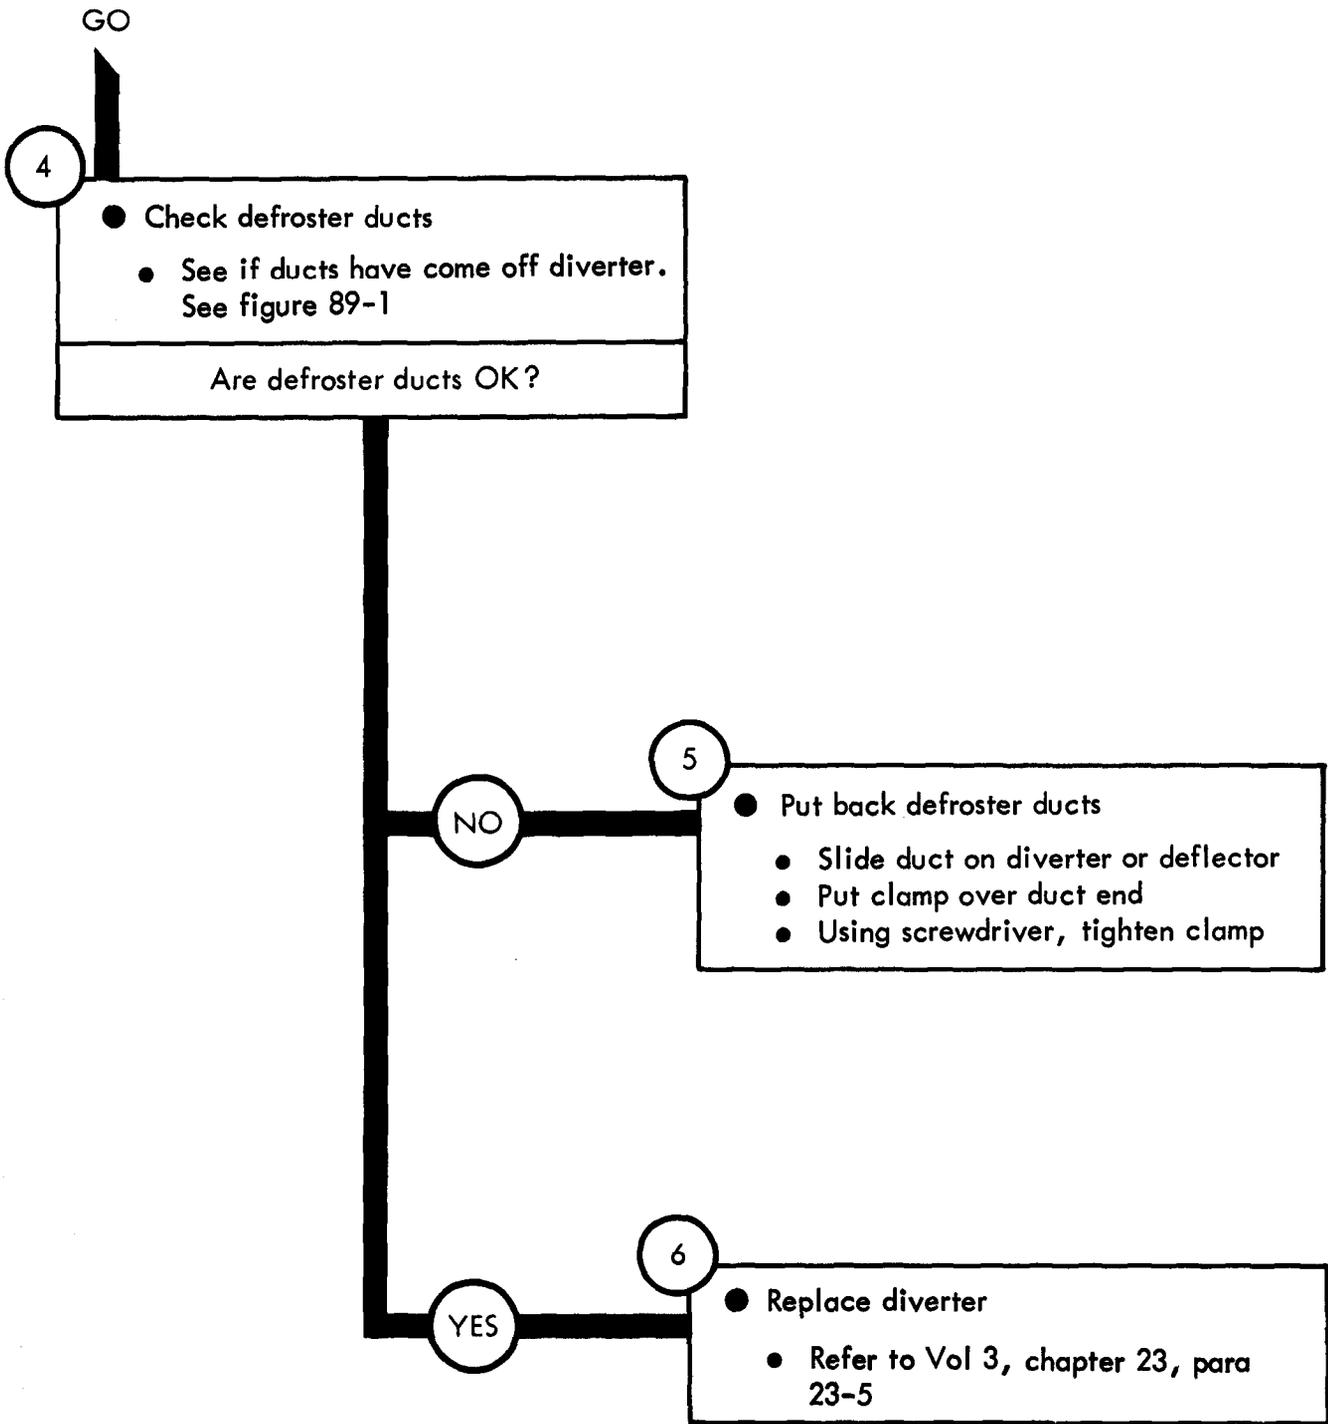 GO
4
● Check defroster ducts
● See if ducts have come off diverter.
See figure 89-1
Are defroster ducts OK?
NO
5
● Put back defroster ducts
● Slide duct on diverter or deflector
● Put clamp over duct end
● Using screwdriver, tighten clamp
YES
6
● Replace diverter
● Refer to Vol 3, chapter 23, para
23-5